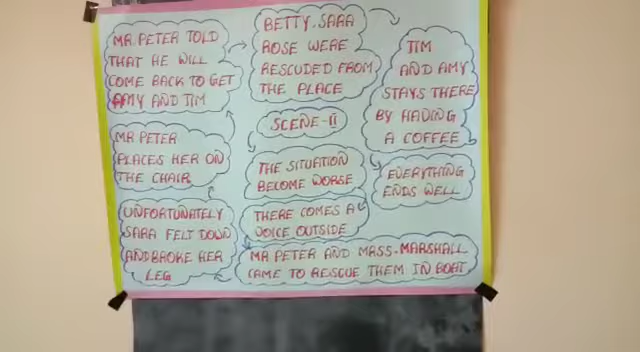 SCENE-II
THE SITUATION
BECOME WORSE
THERE COMES A
VOICE OUTSIDE
MR PETER AND MASS. MARSHALL
CAME TO RESCUE THEM IN BOAT
UNFORTUNATELY
SARA FELT DOWN
AND BROKE HER
LEG
MR PETER
PLACES HER ON
THE CHAIR
MR. PETER TOLD
THAT HE WILL
COME BACK TO GET
AMY AND TIM
BETTY, SARA
ROSE WERE
RESCUDED FROM
THE PLACE
TIM
AND AMY
STAYS THERE
BY HAVING
A COFFEE
EVERYTHING
ENDS WELL